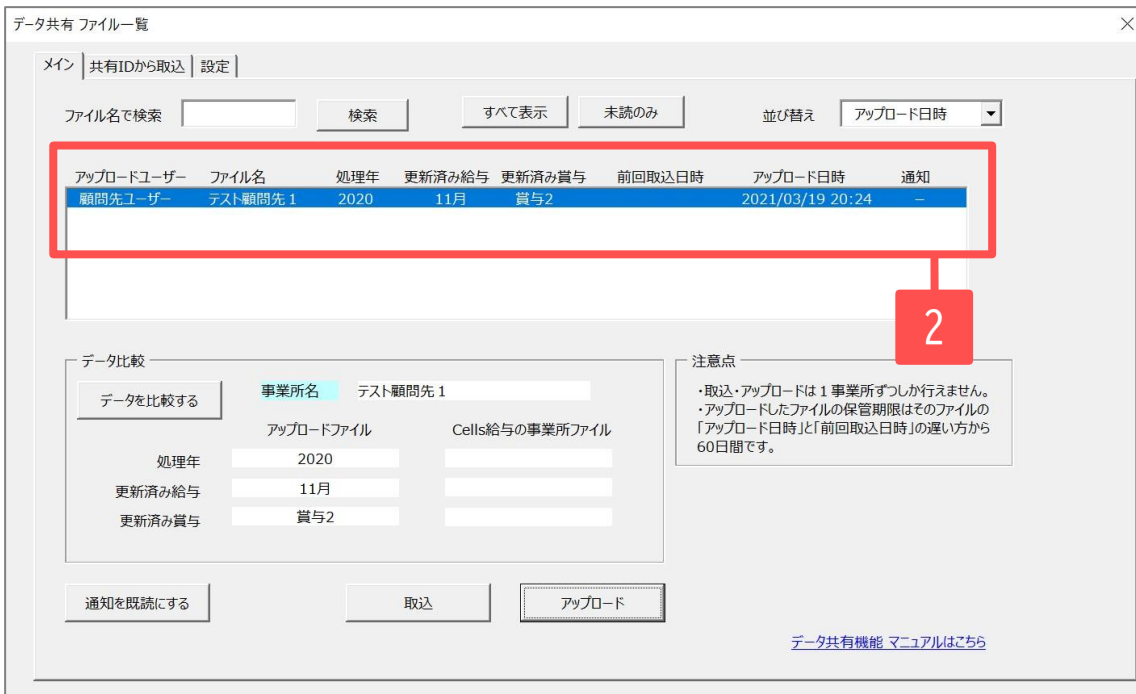 データ共有 ファイル一覧
メイン 共有IDから取込 設定
ファイル名で検索 検索 すべて表示 未読のみ 並び替え アップロード日時
アップロードユーザー ファイル名 処理年 更新済み給与 更新済み賞与 前回取込日時 アップロード日時 通知
顧問先ユーザー テスト顧問先1 2020 11月 賞与2 2021/03/19 20:24 –
2
データ比較
データを比較する 事業所名 テスト顧問先1
アップロードファイル Cells給与の事業所ファイル
処理年 2020
更新済み給与 11月
更新済み賞与 賞与2
注意点
・取込・アップロードは1事業所ずつしか行えません。
・アップロードしたファイルの保管期限はそのファイルの
「アップロード日時」と「前回取込日時」の遅い方から
60日間です。
通知を既読にする 取込 アップロード
データ共有機能 マニュアルはこちら